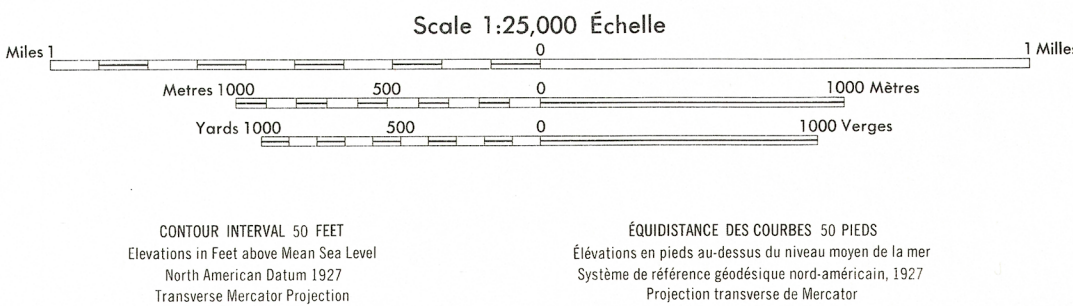 Scale 1:25,000 Échelle
Miles 1 0 1 Milles
Metres 1000 500 0 1000 Mètres
Yards 1000 500 0 1000 Verges
CONTOUR INTERVAL 50 FEET
Elevations in Feet above Mean Sea Level
North American Datum 1927
Transverse Mercator Projection
ÉQUIDISTANCE DES COURBES 50 PIEDS
Élévations en pieds au-dessus du niveau moyen de la mer
Système de référence géodésique nord-américain, 1927
Projection transverse de Mercator